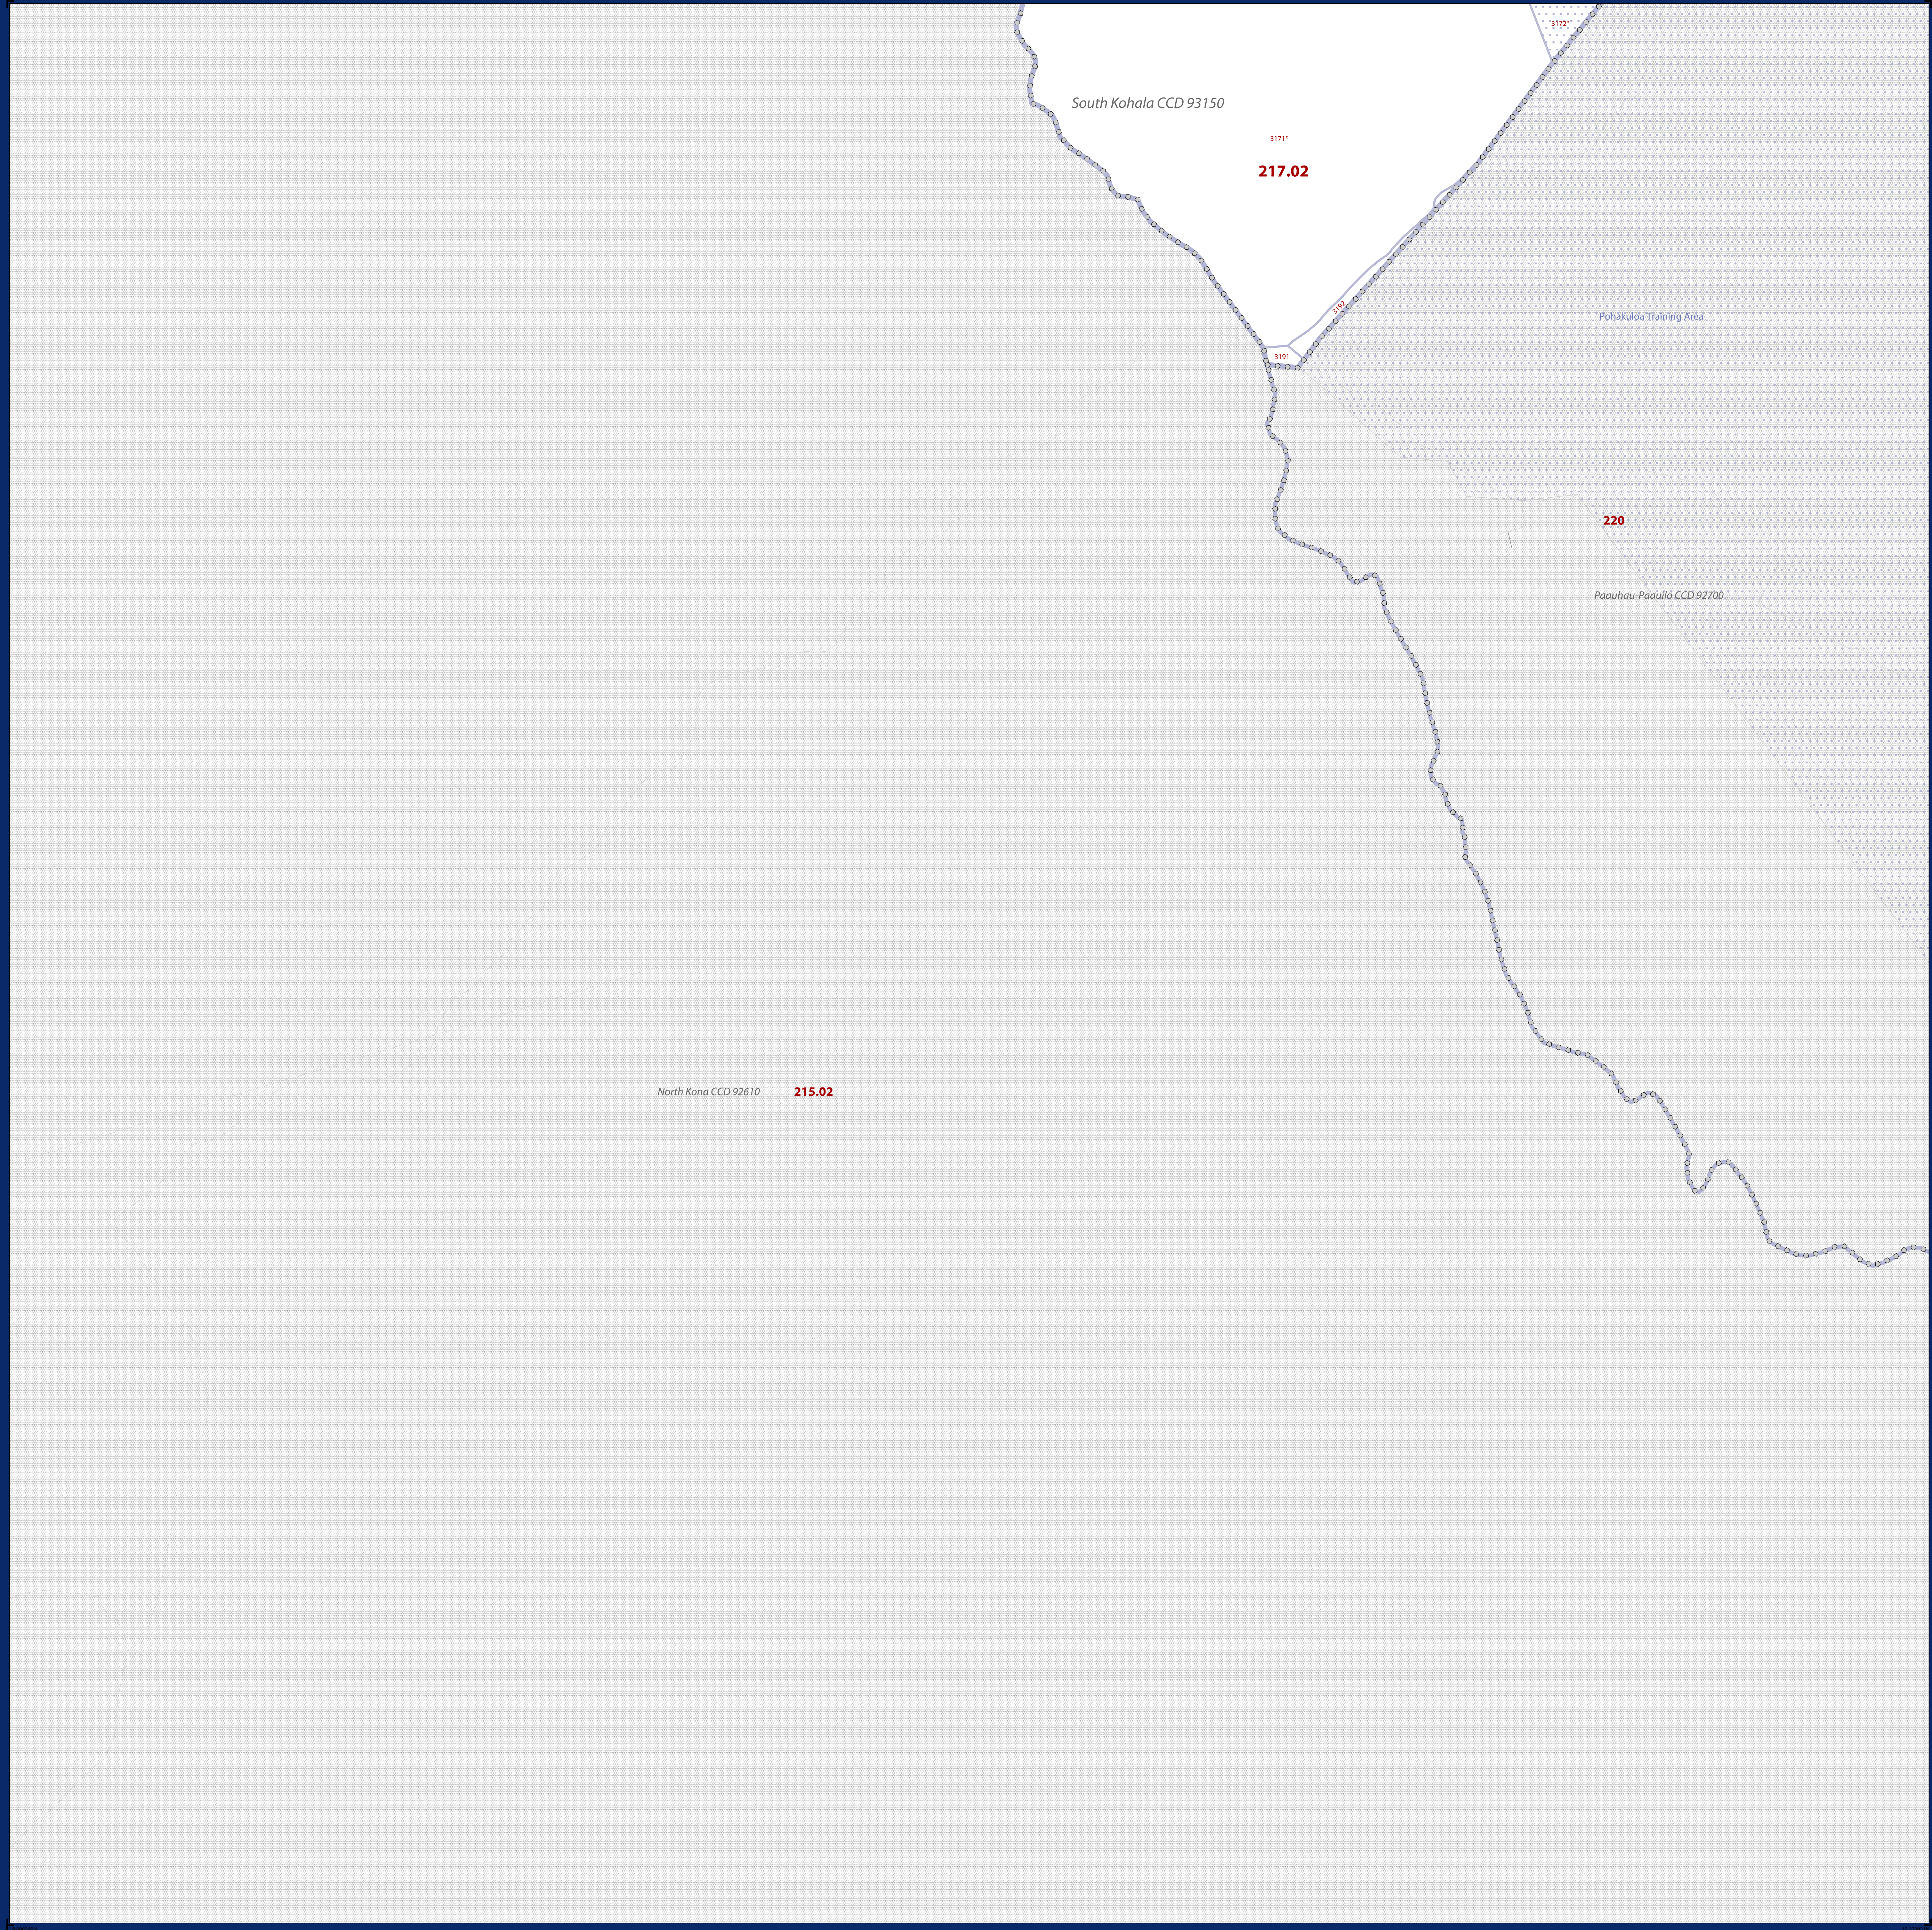 3172*
South Kohala CCD 93150
3171*
217.02
3192
Pohakuloa Training Area
3191
220
Paauhau-Paauilo CCD 92700
North Kona CCD 92610
215.02